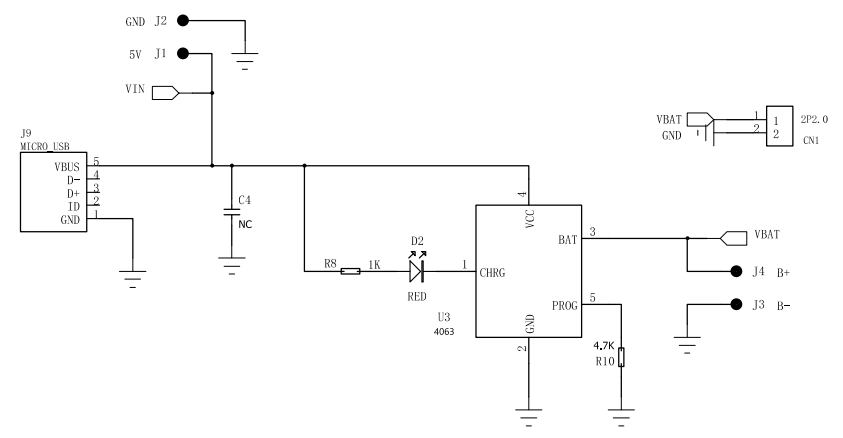 GND J2
5V J1
VIN
VBAT 1 1 2P2.0
GND 2 2 CN1
J9
MICRO_USB
VBUS 5
D- 4
D+ 3
ID 2
GND 1
C4
NC
4
VCC
D2
BAT 3 VBAT
R8 1K 1 CHRG J4 B+
RED
PROG 5 J3 B-
U3
4063
GND
2
4.7K
R10